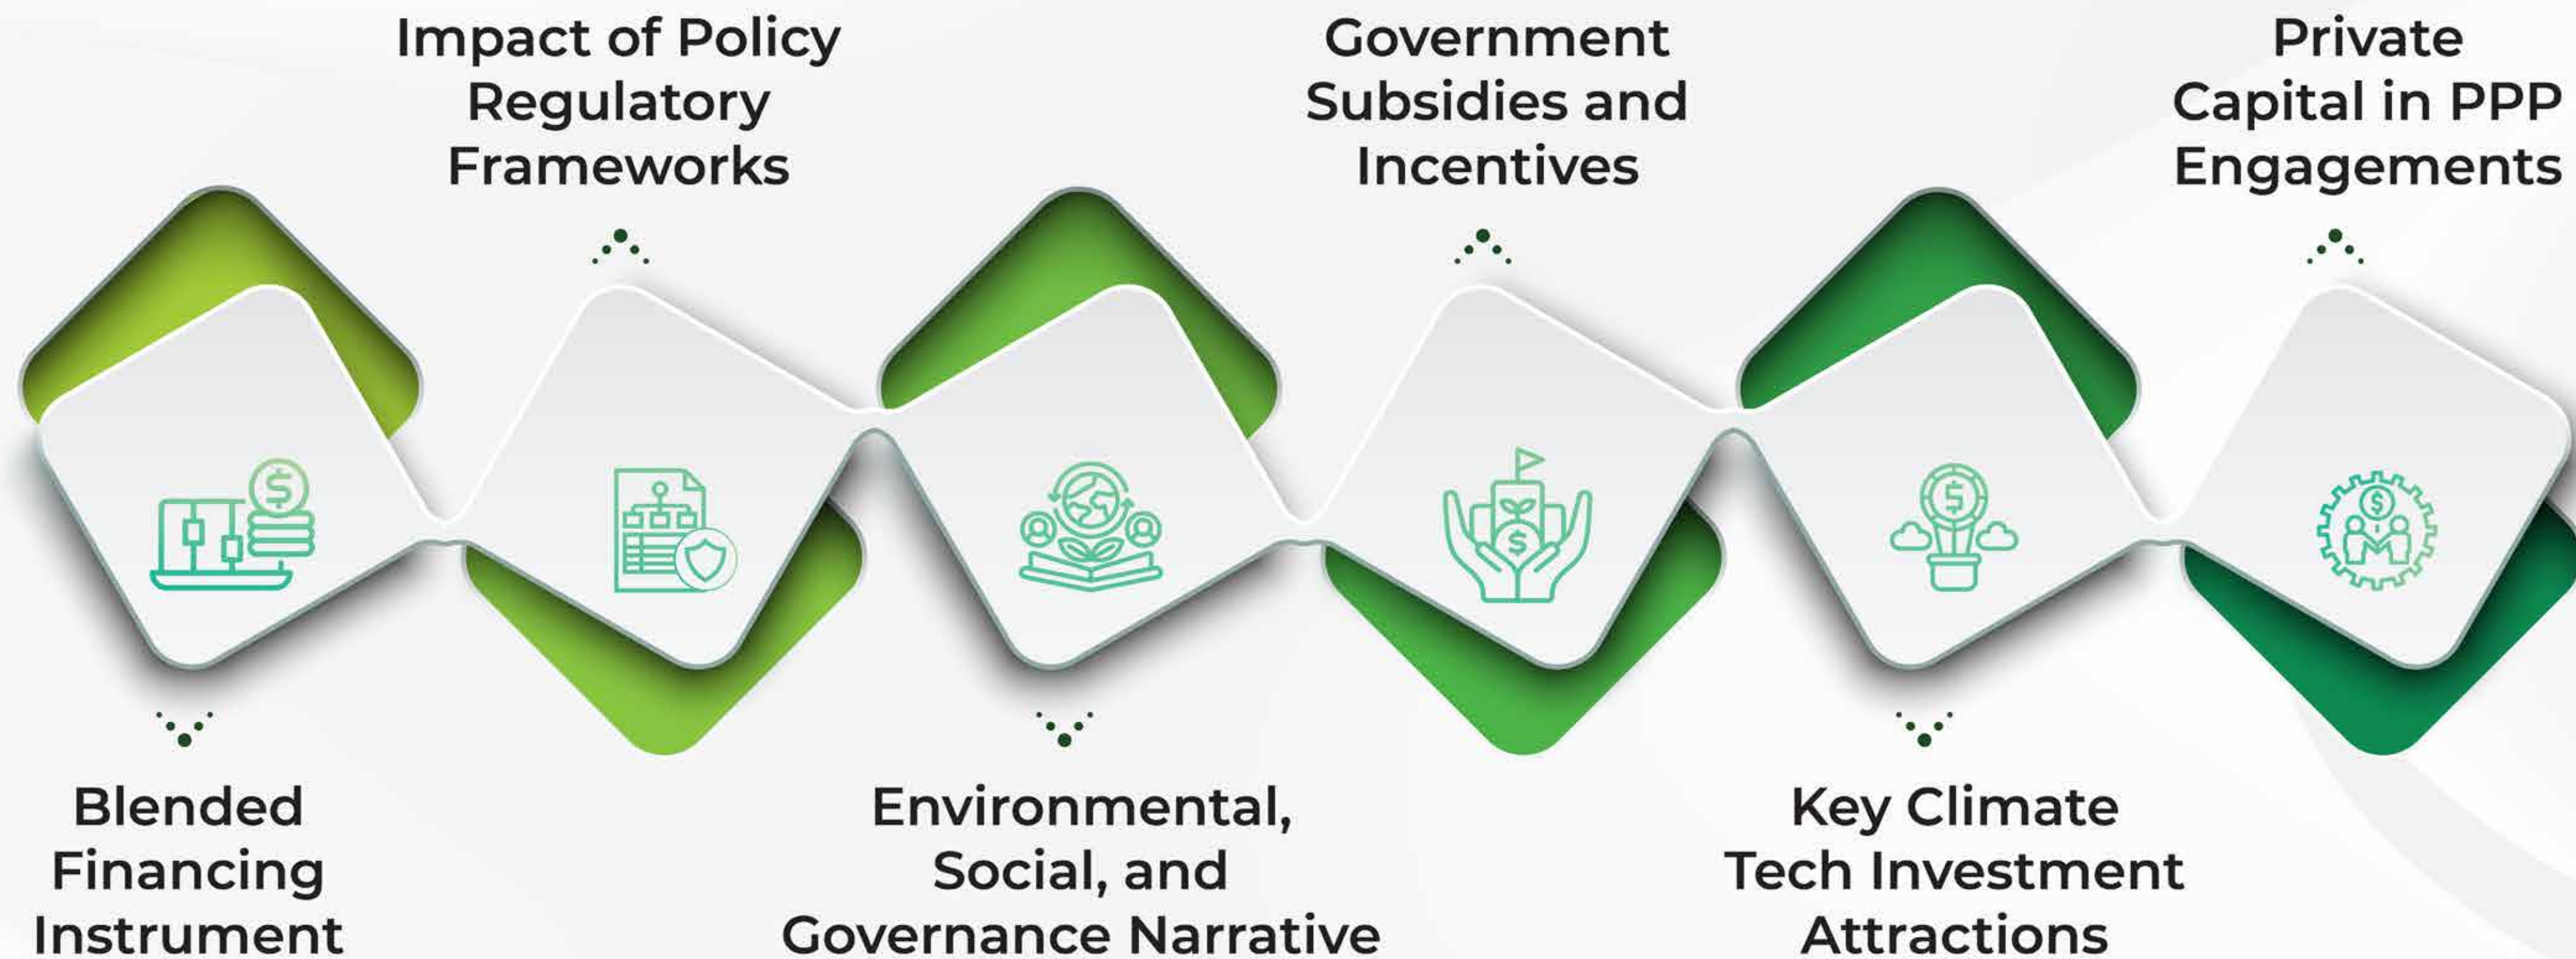 Impact of Policy
Regulatory
Frameworks
Government
Subsidies and
Incentives
Private
Capital in PPP
Engagements
$
$
$
$
Blended
Financing
Instrument
Environmental,
Social, and
Governance Narrative
Key Climate
Tech Investment
Attractions